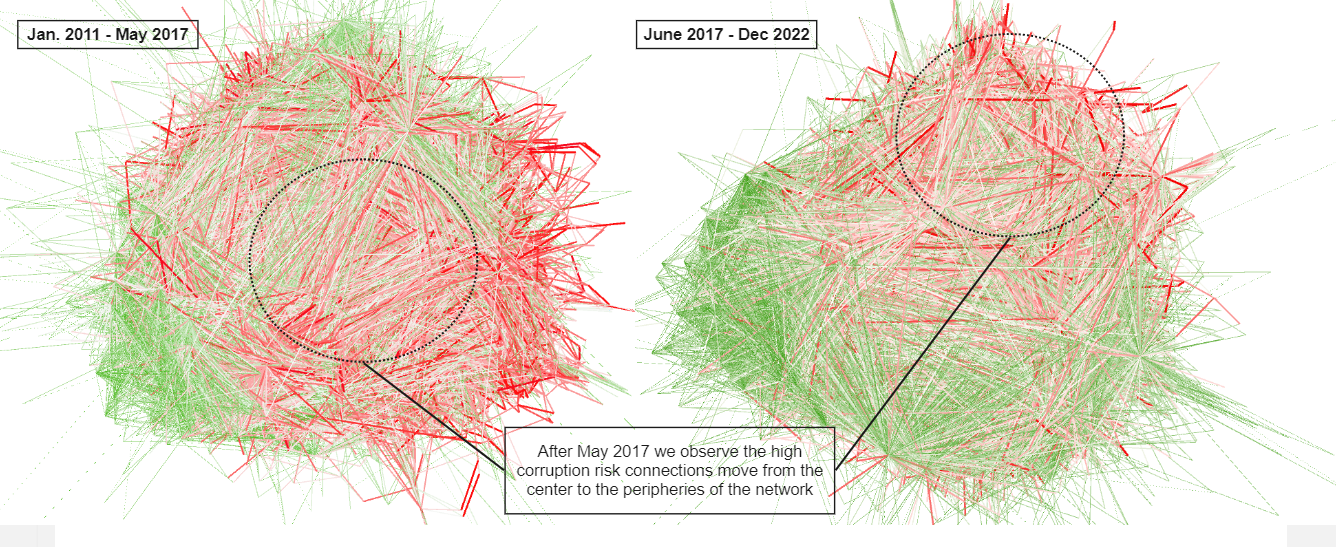 Jan. 2011 - May 2017
June 2017 - Dec 2022
After May 2017 we observe the high
corruption risk connections move from the
center to the peripheries of the network